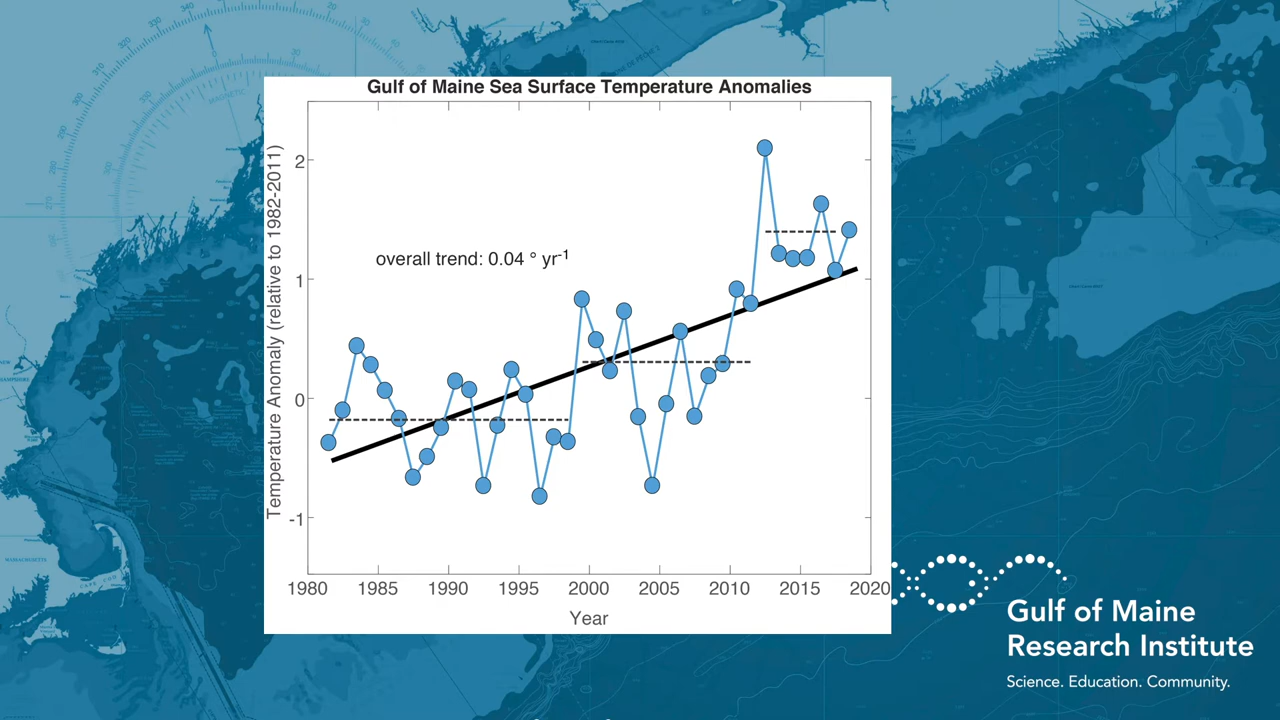 Gulf of Maine Sea Surface Temperature Anomalies
Temperature Anomaly (relative to 1982-2011)
2
1
0
-1
overall trend: 0.04 ° yr⁻¹
1980 1985 1990 1995 2000 2005 2010 2015 2020
Year
Gulf of Maine
Research Institute
Science. Education. Community.
MAGNETIC